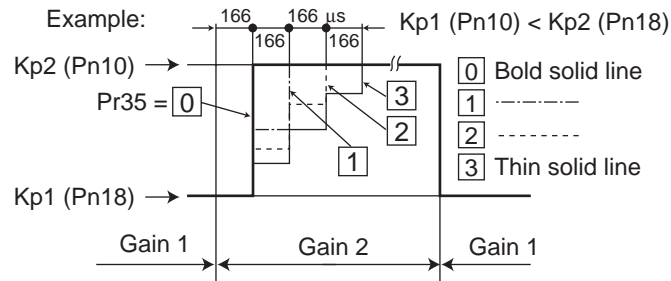 Example:
166 166 µs
166 166
Kp1 (Pn10) < Kp2 (Pn18)
Kp2 (Pn10)
Pr35 = 0
3
2
1
0 Bold solid line
1
2
3 Thin solid line
Kp1 (Pn18)
Gain 1 Gain 2 Gain 1